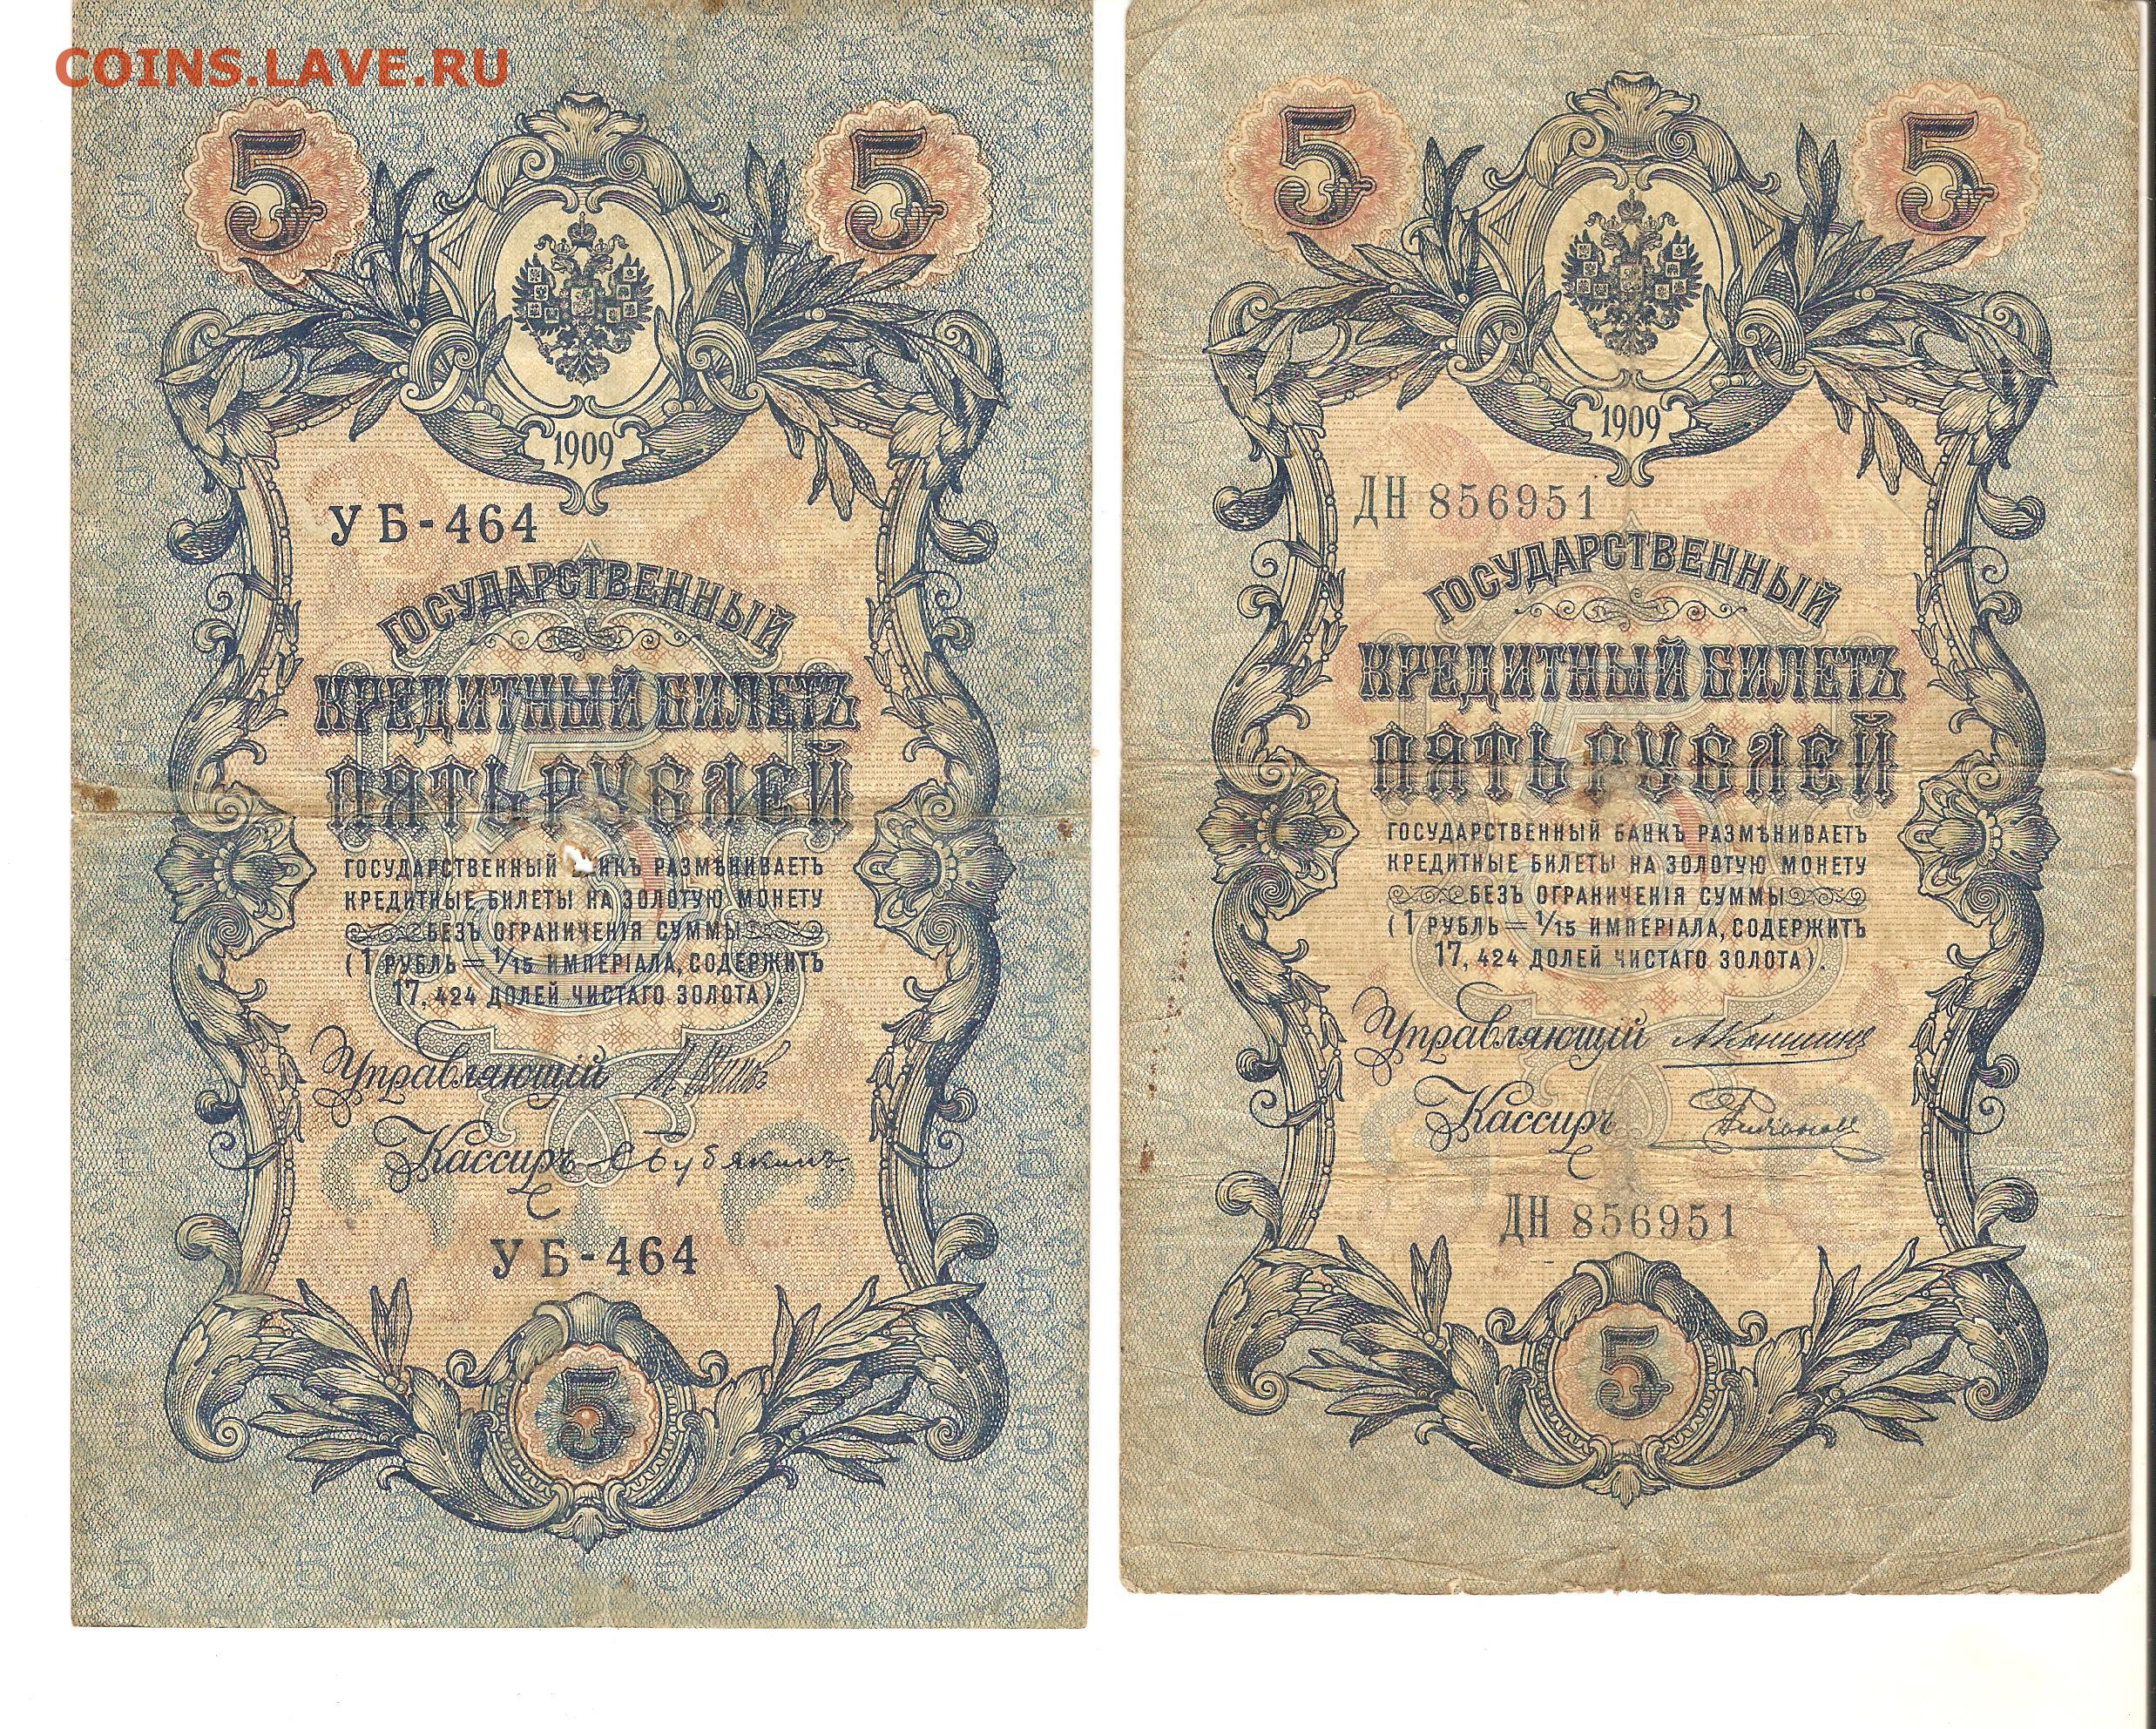 COINS.LAVE.RU
5 5
1909
УБ-464
ГОСУДАРСТВЕННЫЙ
КРЕДИТНЫЙ БИЛЕТЪ
ПЯТЬ РУБЛЕЙ
ГОСУДАРСТВЕННЫЙ БАНКЪ РАЗМѢНИВАЕТЪ
КРЕДИТНЫЕ БИЛЕТЫ НА ЗОЛОТУЮ МОНЕТУ
БЕЗЪ ОГРАНИЧЕНІЯ СУММЫ
(1 РУБЛЬ = 1/15 ИМПЕРІАЛА, СОДЕРЖИТЪ
17,424 ДОЛЕЙ ЧИСТАГО ЗОЛОТА).
Управляющій
Кассиръ СБубякинъ
УБ-464
5
5 5
1909
ДН 856951
ГОСУДАРСТВЕННЫЙ
КРЕДИТНЫЙ БИЛЕТЪ
ПЯТЬ РУБЛЕЙ
ГОСУДАРСТВЕННЫЙ БАНКЪ РАЗМѢНИВАЕТЪ
КРЕДИТНЫЕ БИЛЕТЫ НА ЗОЛОТУЮ МОНЕТУ
БЕЗЪ ОГРАНИЧЕНІЯ СУММЫ
(1 РУБЛЬ = 1/15 ИМПЕРІАЛА, СОДЕРЖИТЪ
17,424 ДОЛЕЙ ЧИСТАГО ЗОЛОТА).
Управляющій АКоншинъ
Кассиръ
ДН 856951
5